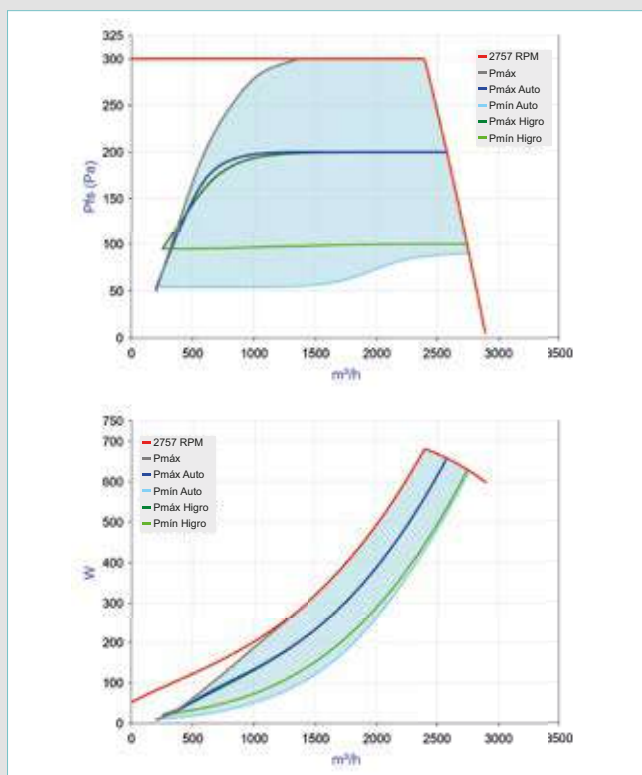 325
300
250
200
150
100
50
0
Pfs (Pa)
2757 RPM
Pmáx
Pmáx Auto
Pmín Auto
Pmáx Higro
Pmín Higro
0 500 1000 1500 2000 2500 3000 3500
m³/h
750
700
600
500
400
300
200
100
0
W
2757 RPM
Pmáx
Pmáx Auto
Pmín Auto
Pmáx Higro
Pmín Higro
0 500 1000 1500 2000 2500 3000 3500
m³/h